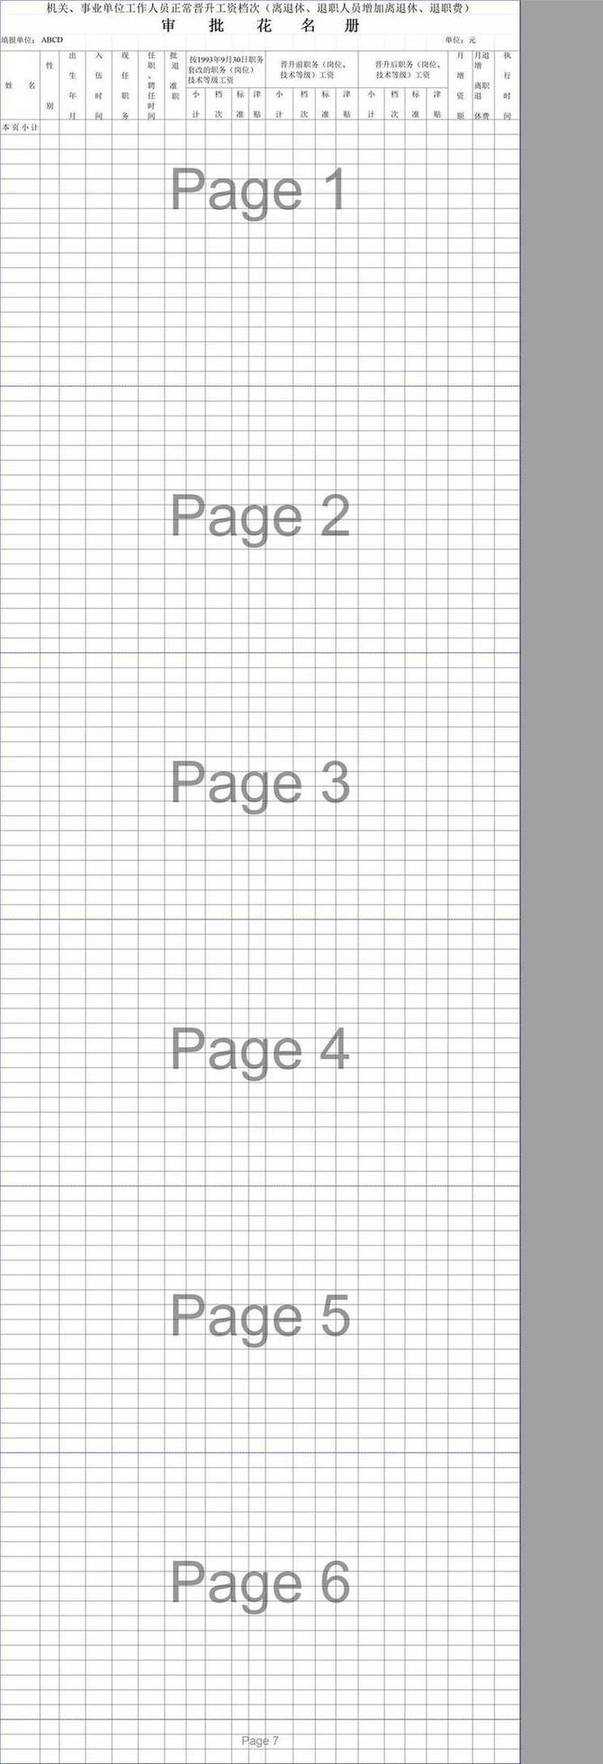 机关、事业单位工作人员正常晋升工资档次（离退休、退职人员增加离退休、退职费）
审 批 花 名 册
填报单位： ABCD 单位：元
姓 名
性 别
出 生 年 月
入 伍 时 间
现 任 职 务
任 职、聘 任 时 间
批 退 准 职
按1993年9月30日职务
套改的职务（岗位）
技术等级工资
晋升前职务（岗位、
技术等级）工资
晋升后职务（岗位、
技术等级）工资
月 增 资 额
月 增 离 退 休 退 职 费
执 行 时 间
小计 档次 标准 津贴 小计 档次 标准 津贴 小计 档次 标准 津贴
本页小计
Page 1
Page 2
Page 3
Page 4
Page 5
Page 6
Page 7